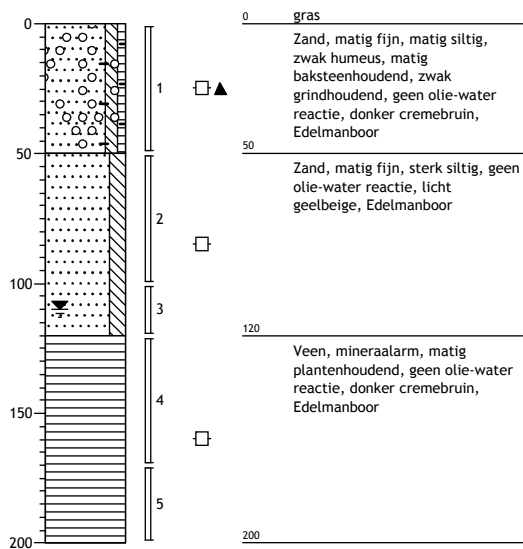 0
0
gras
Zand, matig fijn, matig siltig,
zwak humeus, matig
baksteenhoudend, zwak
grindhoudend, geen olie-water
reactie, donker cremebruin,
Edelmanboor
1
50
50
Zand, matig fijn, sterk siltig, geen
olie-water reactie, licht
geelbeige, Edelmanboor
2
100
3
120
Veen, mineraalarm, matig
plantenhoudend, geen olie-water
reactie, donker cremebruin,
Edelmanboor
4
150
5
200
200